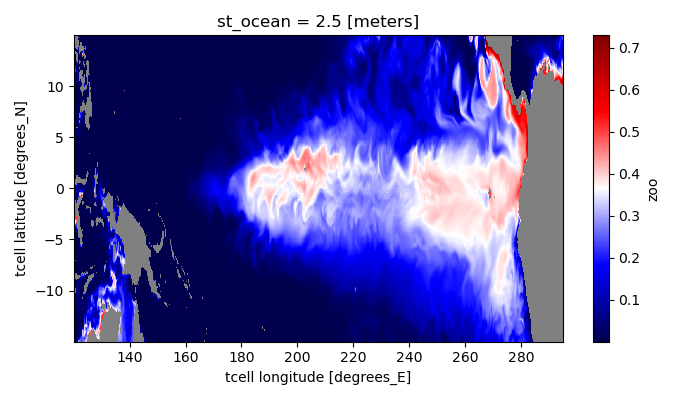 st_ocean = 2.5 [meters]
10
5
0
−5
−10
tcell latitude [degrees_N]
140 160 180 200 220 240 260 280
tcell longitude [degrees_E]
0.7
0.6
0.5
0.4
0.3
0.2
0.1
zoo